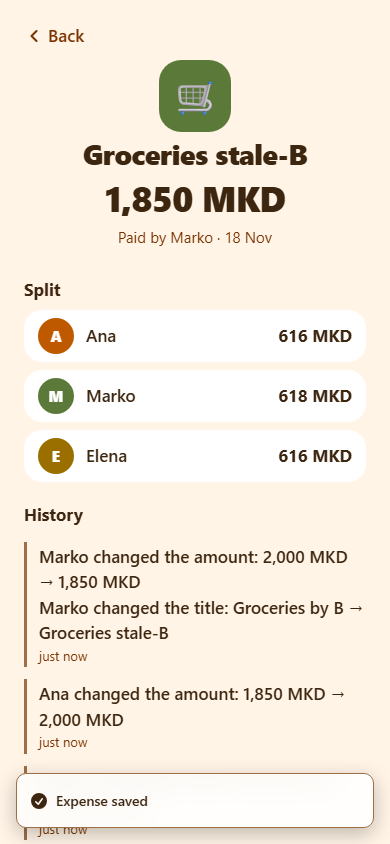 Back
Groceries stale-B
1,850 MKD
Paid by Marko · 18 Nov
Split
A Ana 616 MKD
M Marko 618 MKD
E Elena 616 MKD
History
Marko changed the amount: 2,000 MKD
→ 1,850 MKD
Marko changed the title: Groceries by B →
Groceries stale-B
just now
Ana changed the amount: 1,850 MKD →
2,000 MKD
just now
Expense saved
just now